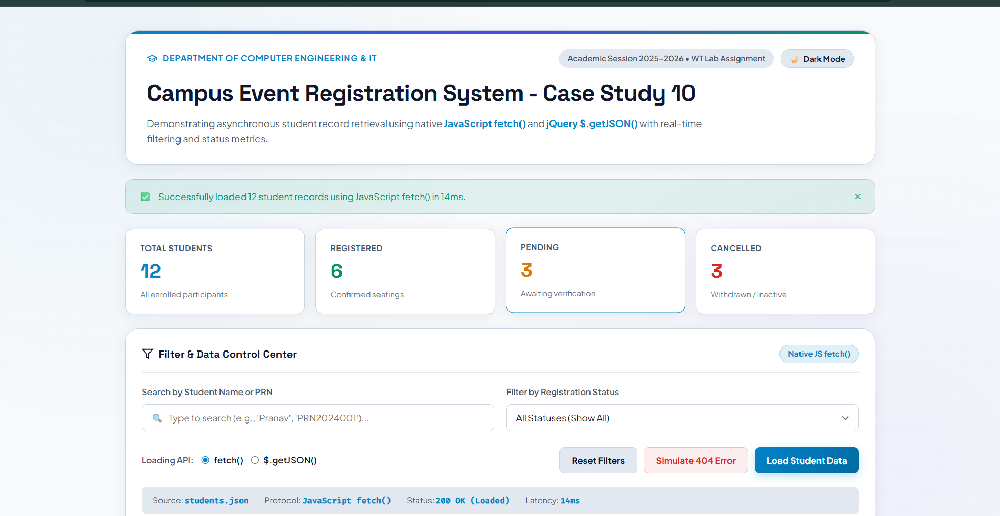 DEPARTMENT OF COMPUTER ENGINEERING & IT
Academic Session 2025–2026 • WT Lab Assignment
🌙 Dark Mode
Campus Event Registration System - Case Study 10
Demonstrating asynchronous student record retrieval using native JavaScript fetch() and jQuery $.getJSON() with real-time
filtering and status metrics.
✅ Successfully loaded 12 student records using JavaScript fetch() in 14ms.
×
TOTAL STUDENTS
12
All enrolled participants
REGISTERED
6
Confirmed seatings
PENDING
3
Awaiting verification
CANCELLED
3
Withdrawn / Inactive
Filter & Data Control Center
Native JS fetch()
Search by Student Name or PRN
🔍 Type to search (e.g., 'Pranav', 'PRN2024001')...
Filter by Registration Status
All Statuses (Show All)
Loading API: fetch() $.getJSON()
Reset Filters
Simulate 404 Error
Load Student Data
Source: students.json Protocol: JavaScript fetch() Status: 200 OK (Loaded) Latency: 14ms